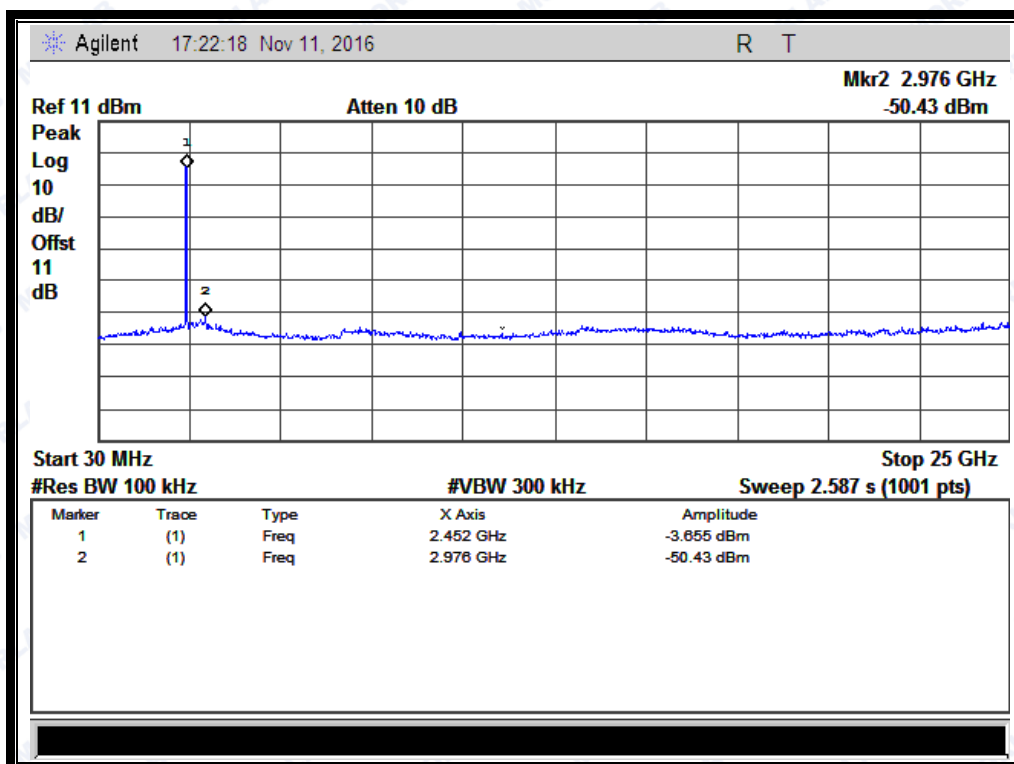 Agilent 17:22:18 Nov 11, 2016 R T
Mkr2 2.976 GHz
Ref 11 dBm Atten 10 dB -50.43 dBm
Peak
Log
10
dB/
Offst
11
dB
1
2
Start 30 MHz Stop 25 GHz
#Res BW 100 kHz #VBW 300 kHz Sweep 2.587 s (1001 pts)
Marker Trace Type X Axis Amplitude
1 (1) Freq 2.452 GHz -3.655 dBm
2 (1) Freq 2.976 GHz -50.43 dBm